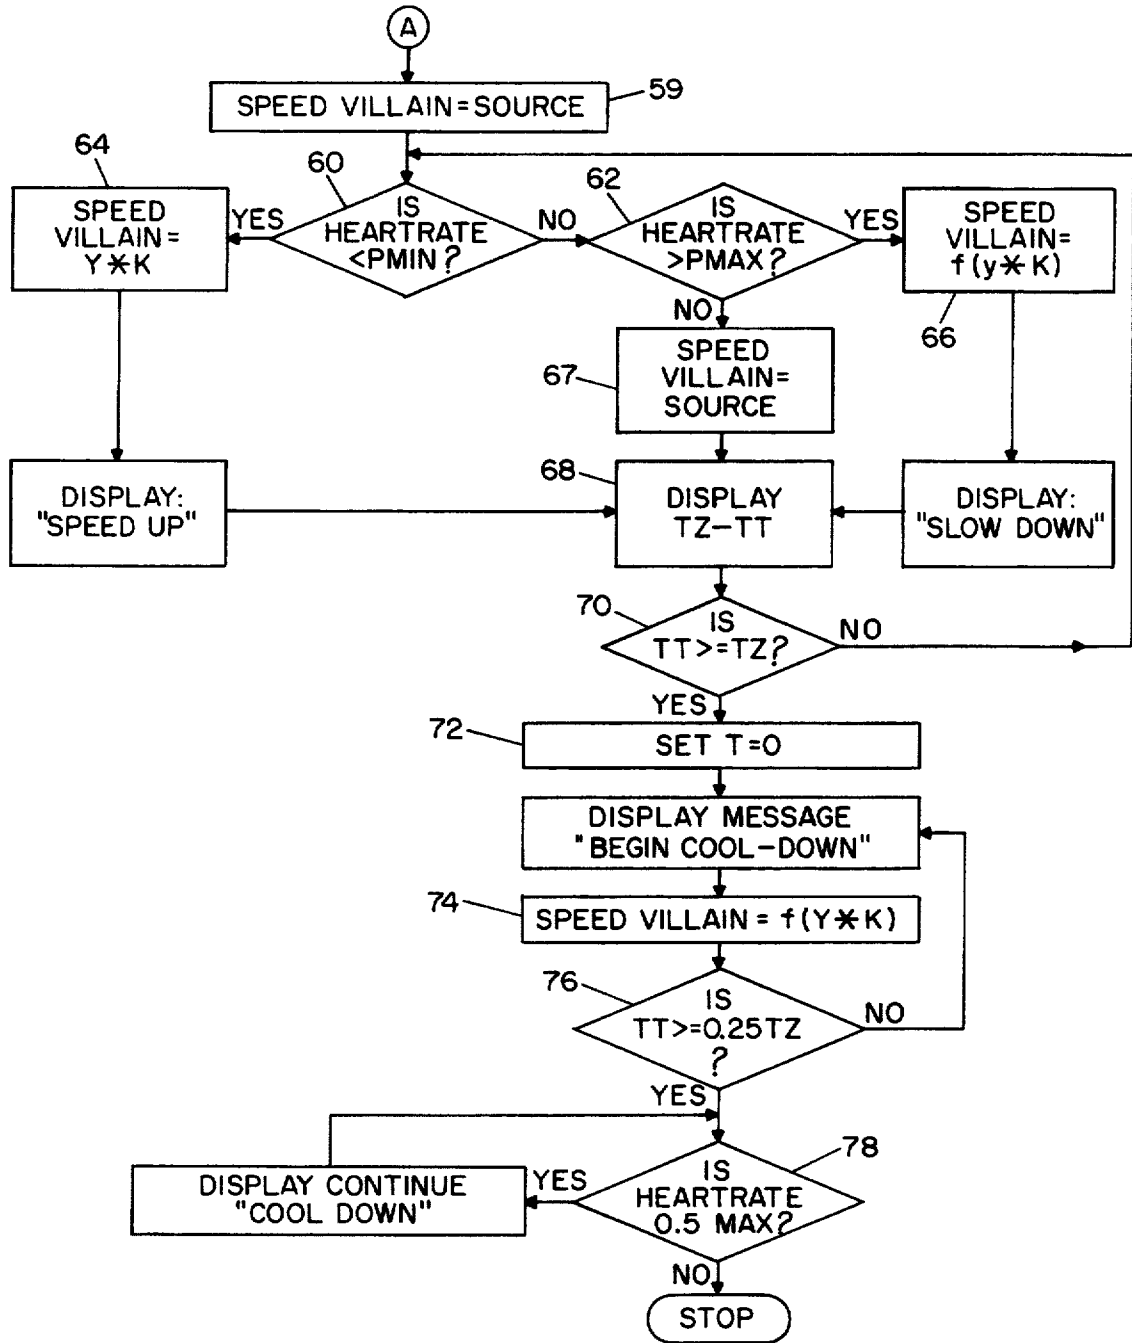 A
SPEED VILLAIN=SOURCE
59
64
SPEED
VILLAIN=
Y*K
YES
60
IS
HEARTRATE
<PMIN?
NO
62
IS
HEARTRATE
>PMAX?
YES
SPEED
VILLAIN=
f(y*K)
66
NO
67
SPEED
VILLAIN=
SOURCE
DISPLAY:
"SPEED UP"
68
DISPLAY
TZ-TT
DISPLAY:
"SLOW DOWN"
70
IS
TT>=TZ?
NO
YES
72
SET T=0
DISPLAY MESSAGE
"BEGIN COOL-DOWN"
74
SPEED VILLAIN = f(Y*K)
76
IS
TT>=0.25TZ
?
NO
YES
78
DISPLAY CONTINUE
"COOL DOWN"
YES
IS
HEARTRATE
0.5 MAX?
NO
STOP